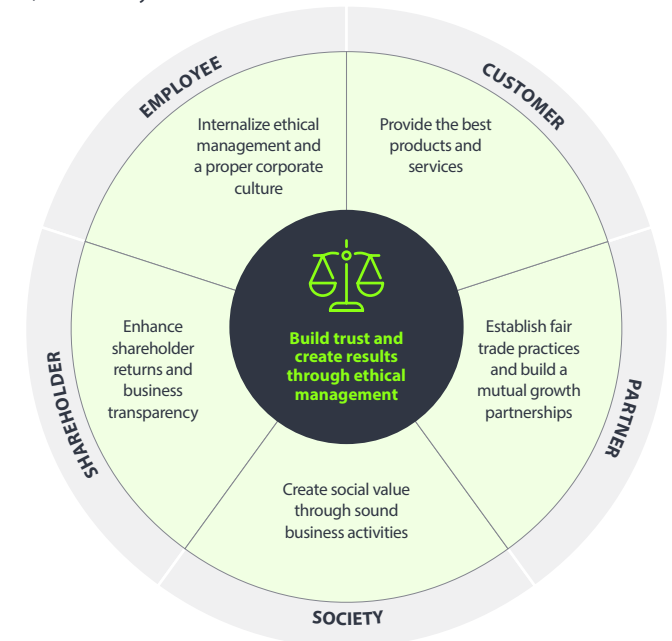 EMPLOYEE
Internalize ethical
management and
a proper corporate
culture
CUSTOMER
Provide the best
products and
services
PARTNER
Establish fair
trade practices
and build a
mutual growth
partnerships
SOCIETY
Create social value
through sound
business activities
SHAREHOLDER
Enhance
shareholder
returns and
business
transparency
Build trust and
create results
through ethical
management